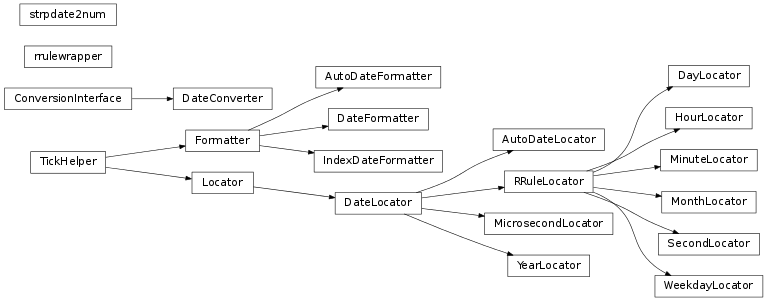 strpdate2num
rrulewrapper
ConversionInterface
DateConverter
TickHelper
Formatter
Locator
AutoDateFormatter
DateFormatter
IndexDateFormatter
DateLocator
AutoDateLocator
RRuleLocator
MicrosecondLocator
YearLocator
DayLocator
HourLocator
MinuteLocator
MonthLocator
SecondLocator
WeekdayLocator